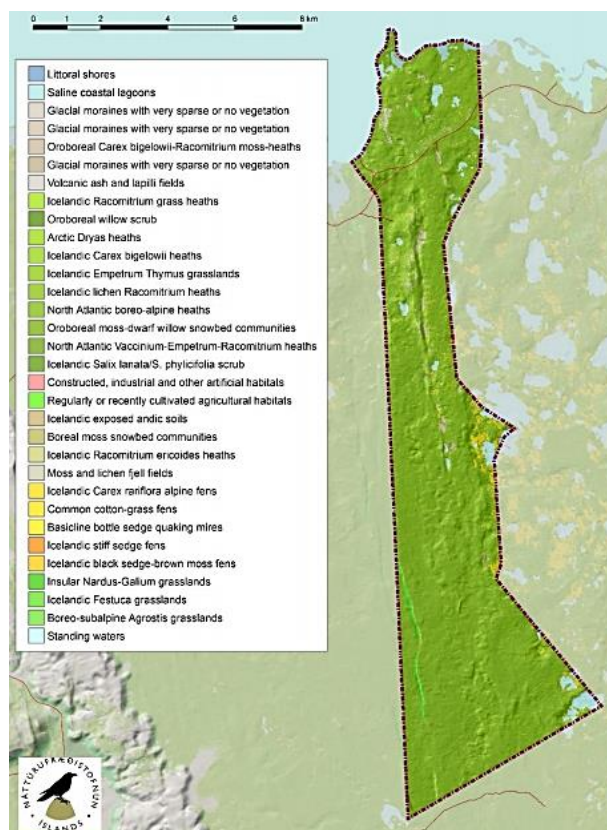 0 2 4 6 8 km
Littoral shores
Saline coastal lagoons
Glacial moraines with very sparse or no vegetation
Glacial moraines with very sparse or no vegetation
Oroboreal Carex bigelowii-Racomitrium moss-heaths
Glacial moraines with very sparse or no vegetation
Volcanic ash and lapilli fields
Icelandic Racomitrium grass heaths
Oroboreal willow scrub
Arctic Dryas heaths
Icelandic Carex bigelowii heaths
Icelandic Empetrum Thymus grasslands
Icelandic lichen Racomitrium heaths
North Atlantic boreo-alpine heaths
Oroboreal moss-dwarf willow snowbed communities
North Atlantic Vaccinium-Empetrum-Racomitrium heaths
Icelandic Salix lanata/S. phylicifolia scrub
Constructed, industrial and other artificial habitats
Regularly or recently cultivated agricultural habitats
Icelandic exposed andic soils
Boreal moss snowbed communities
Icelandic Racomitrium ericoides heaths
Moss and lichen fjell fields
Icelandic Carex rariflora alpine fens
Common cotton-grass fens
Basicline bottle sedge quaking mires
Icelandic stiff sedge fens
Icelandic black sedge-brown moss fens
Insular Nardus-Galium grasslands
Icelandic Festuca grasslands
Boreo-subalpine Agrostis grasslands
Standing waters
NÁTTÚRUFRÆÐISTOFNUN
ÍSLANDS